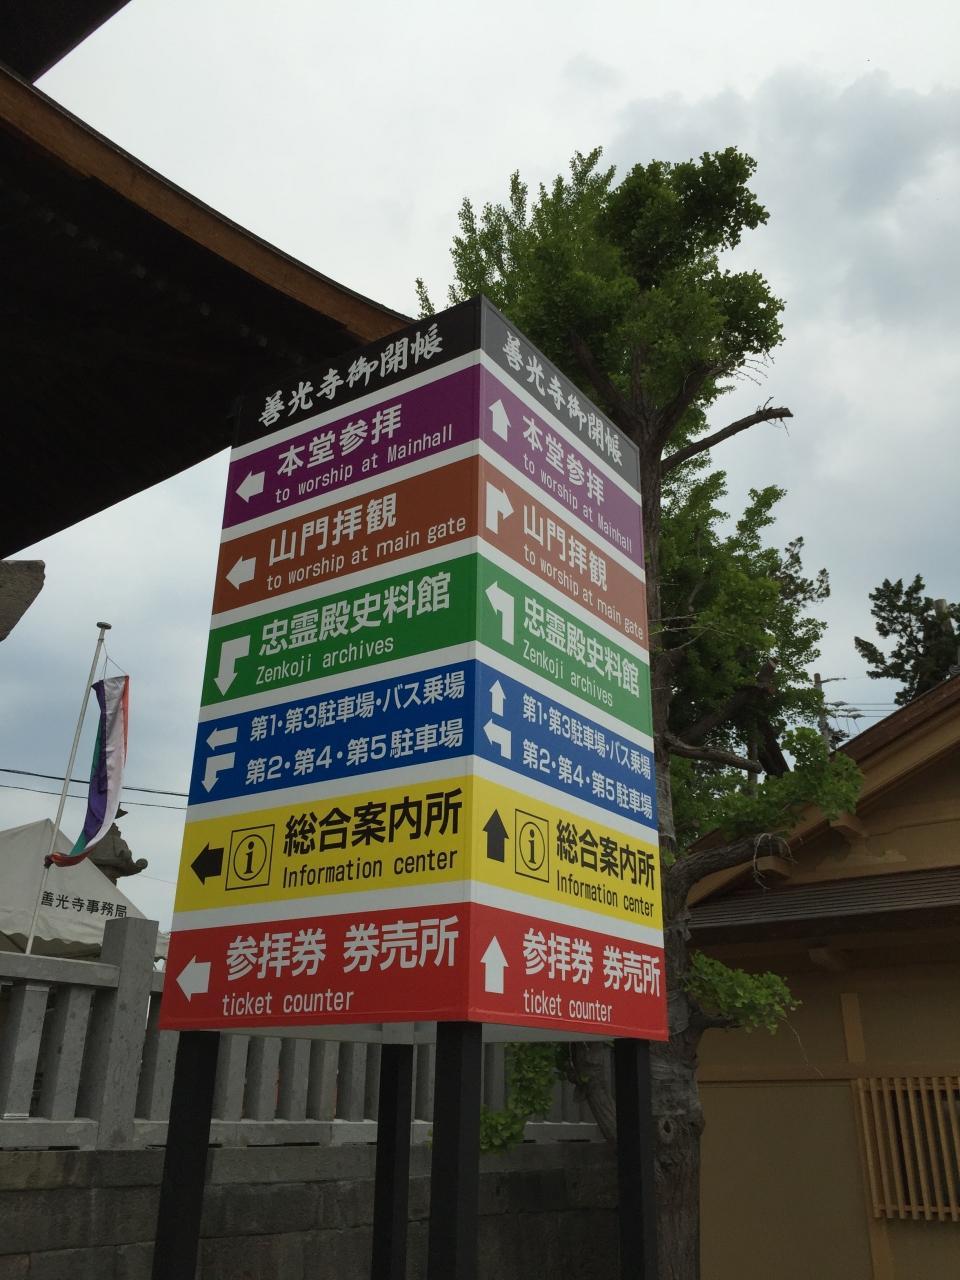 善光寺御開帳
本堂参拝
to worship at Mainhall
山門拝観
to worship at main gate
忠霊殿史料館
Zenkoji archives
第1・第3駐車場・バス乗場
第2・第4・第5駐車場
総合案内所
Information center
参拝券 券売所
ticket counter
善光寺御開帳
本堂参拝
to worship at Mainhall
山門拝観
to worship at main gate
忠霊殿史料館
Zenkoji archives
第1・第3駐車場・バス乗場
第2・第4・第5駐車場
総合案内所
Information center
参拝券 券売所
ticket counter
善光寺事務局